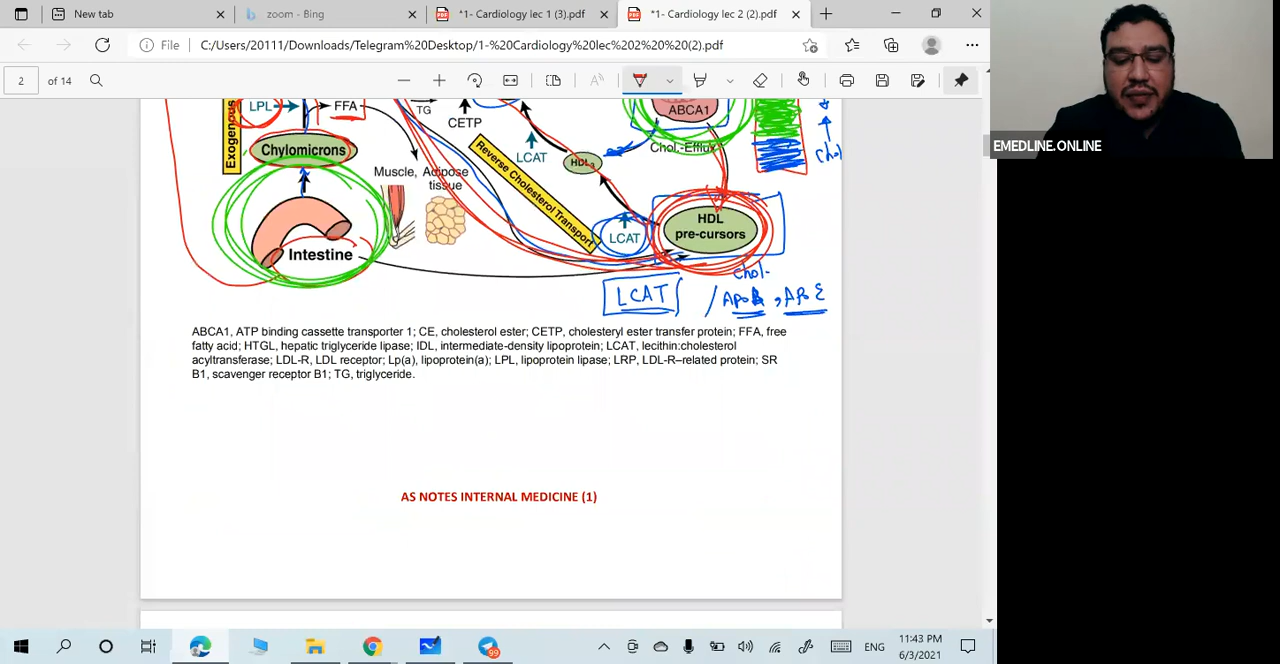 New tab
zoom - Bing
*1- Cardiology lec 1 (3).pdf
*1- Cardiology lec 2 (2).pdf
File
C:/Users/20111/Downloads/Telegram%20Desktop/1-%20Cardiology%20lec%202%20%20(2).pdf
2 of 14
Exogenous
LPL
FFA
TG
CETP
ABCA1
Chol.-Efflux
Chol
Chylomicrons
LCAT
HDL3
Reverse Cholesterol Transport
Muscle, Adipose
tissue
LCAT
HDL
pre-cursors
Intestine
chol-
LCAT
/ Apo A , Apo E
ABCA1, ATP binding cassette transporter 1; CE, cholesterol ester; CETP, cholesteryl ester transfer protein; FFA, free
fatty acid; HTGL, hepatic triglyceride lipase; IDL, intermediate-density lipoprotein; LCAT, lecithin:cholesterol
acyltransferase; LDL-R, LDL receptor; Lp(a), lipoprotein(a); LPL, lipoprotein lipase; LRP, LDL-R–related protein; SR
B1, scavenger receptor B1; TG, triglyceride.
AS NOTES INTERNAL MEDICINE (1)
EMEDLINE.ONLINE
99
ENG
11:43 PM
6/3/2021